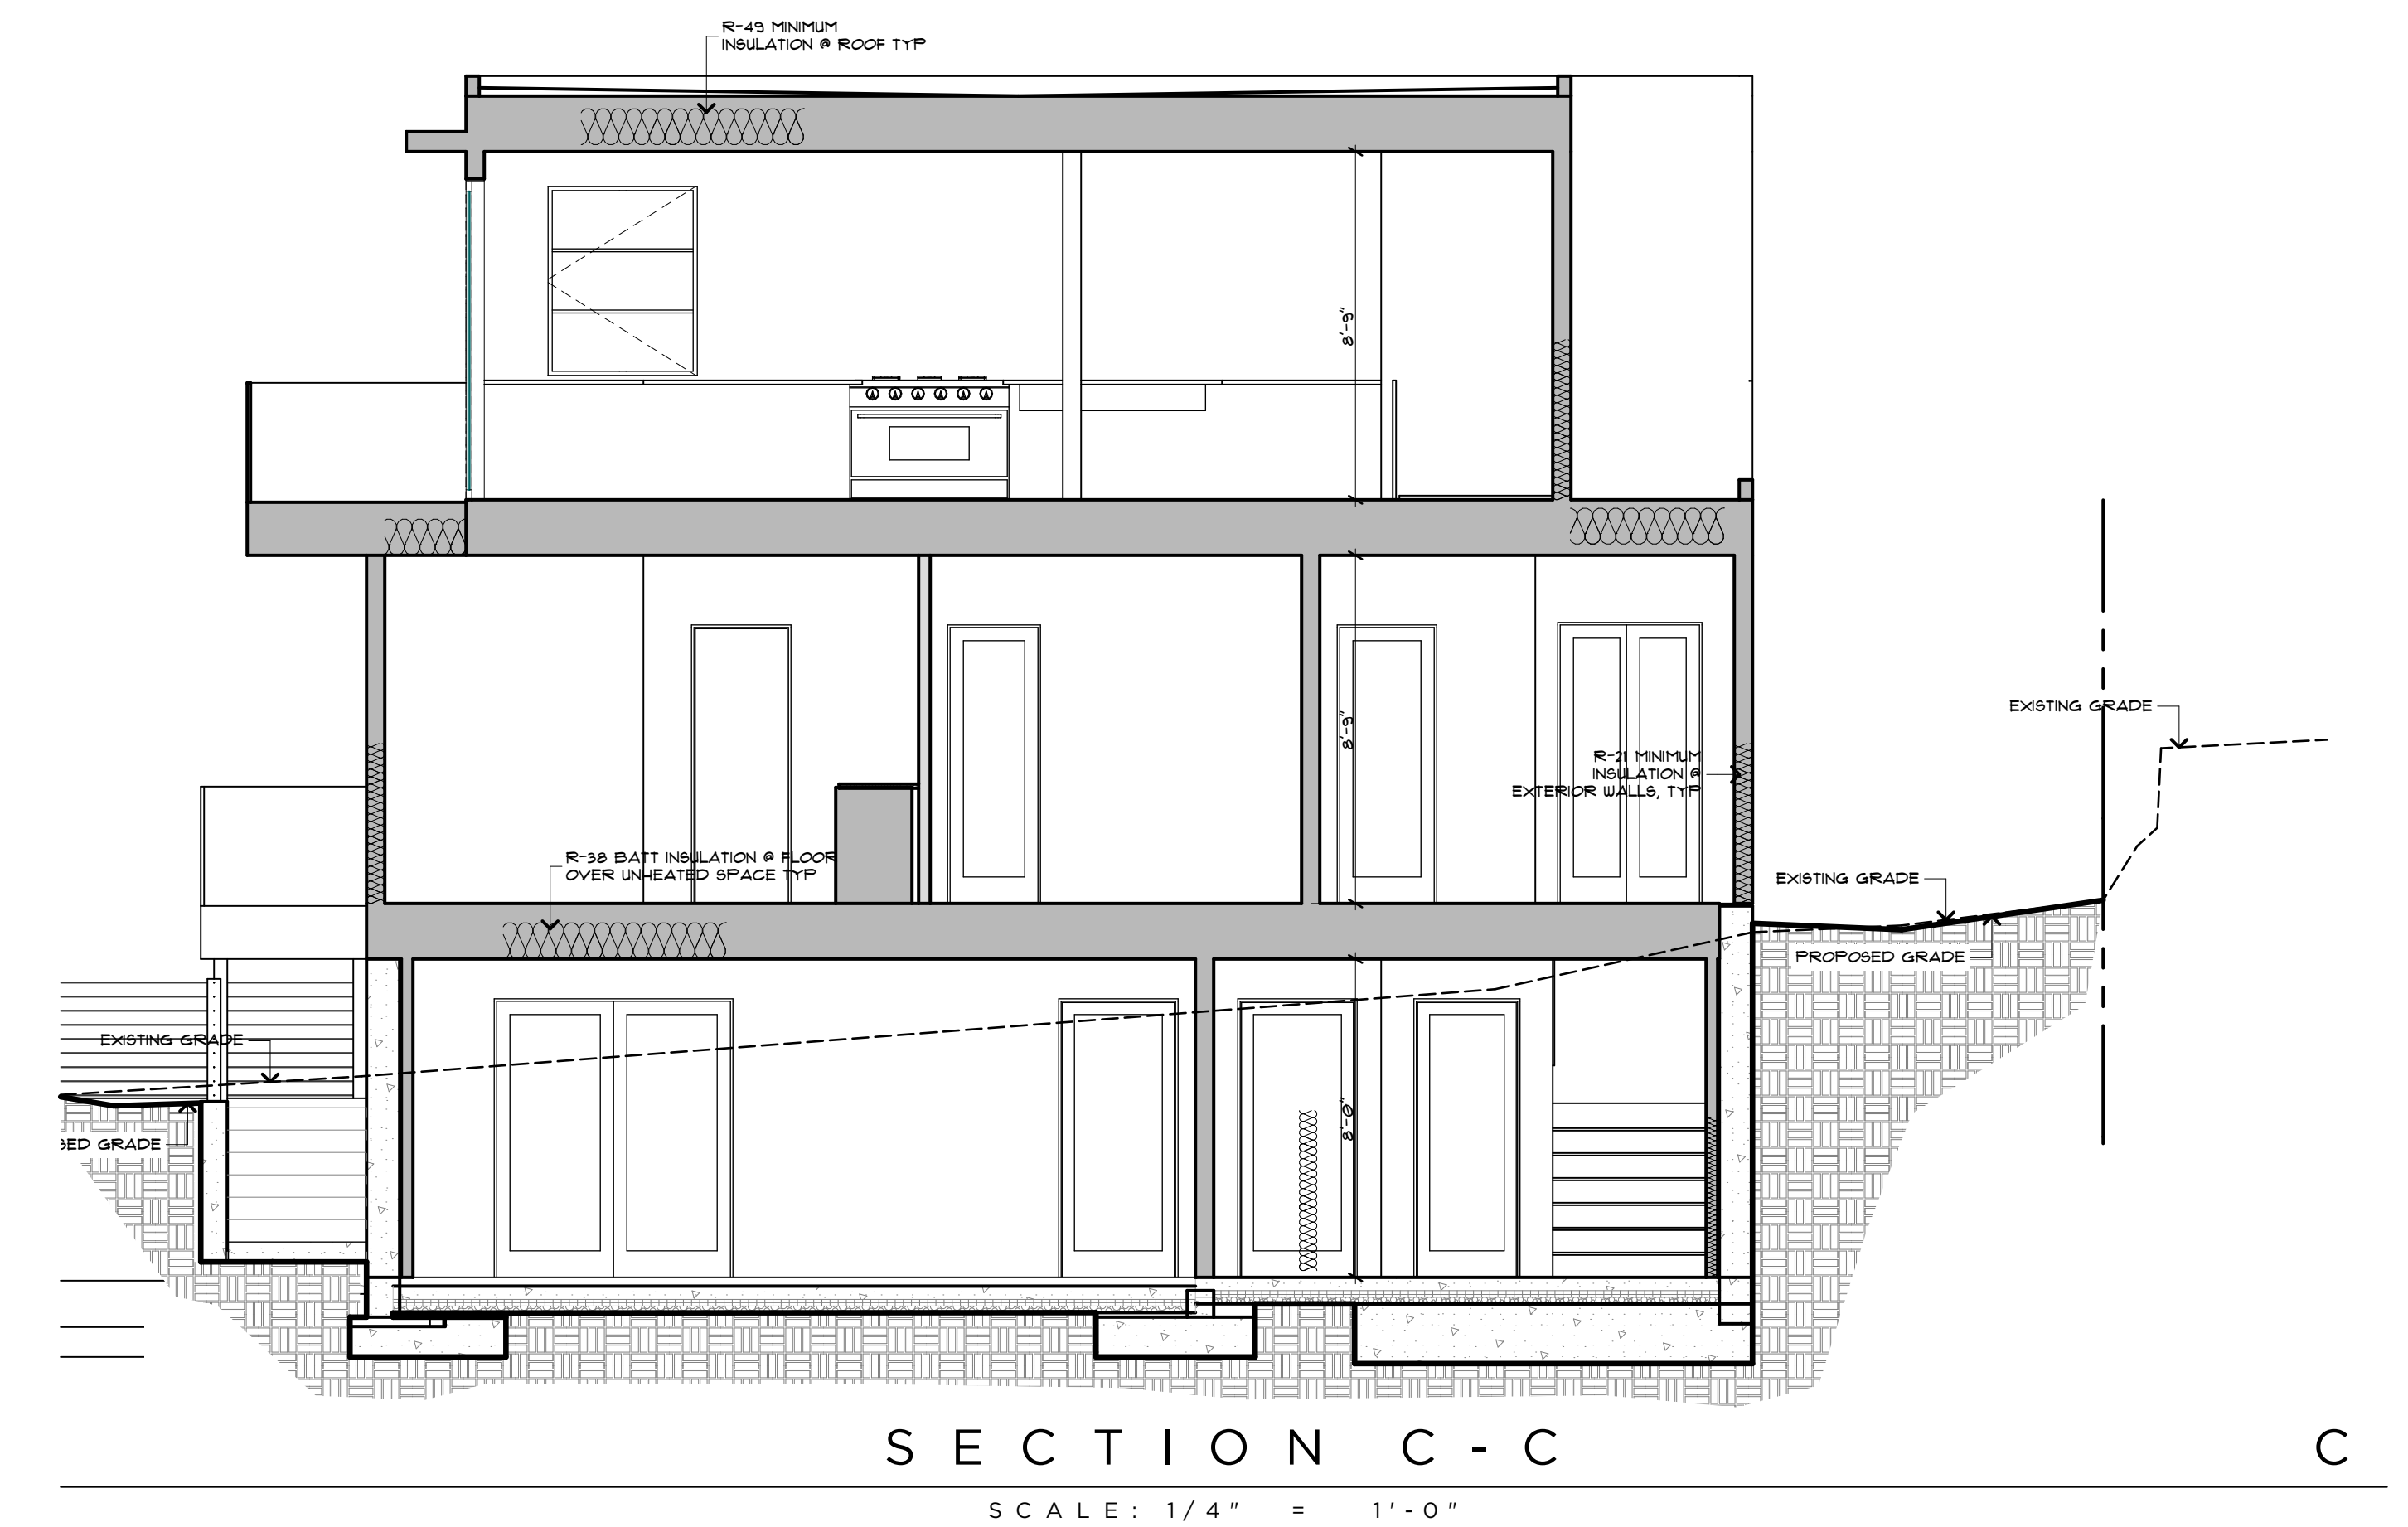 R-49 MINIMUM
INSULATION @ ROOF TYP
8'-9"
EXISTING GRADE
8'-9"
R-21 MINIMUM
INSULATION @
EXTERIOR WALLS, TYP
R-38 BATT INSULATION @ FLOOR
OVER UNHEATED SPACE TYP
EXISTING GRADE
PROPOSED GRADE
EXISTING GRADE
8'-0"
SED GRADE
SECTION C-C
C
SCALE: 1/4" = 1'-0"